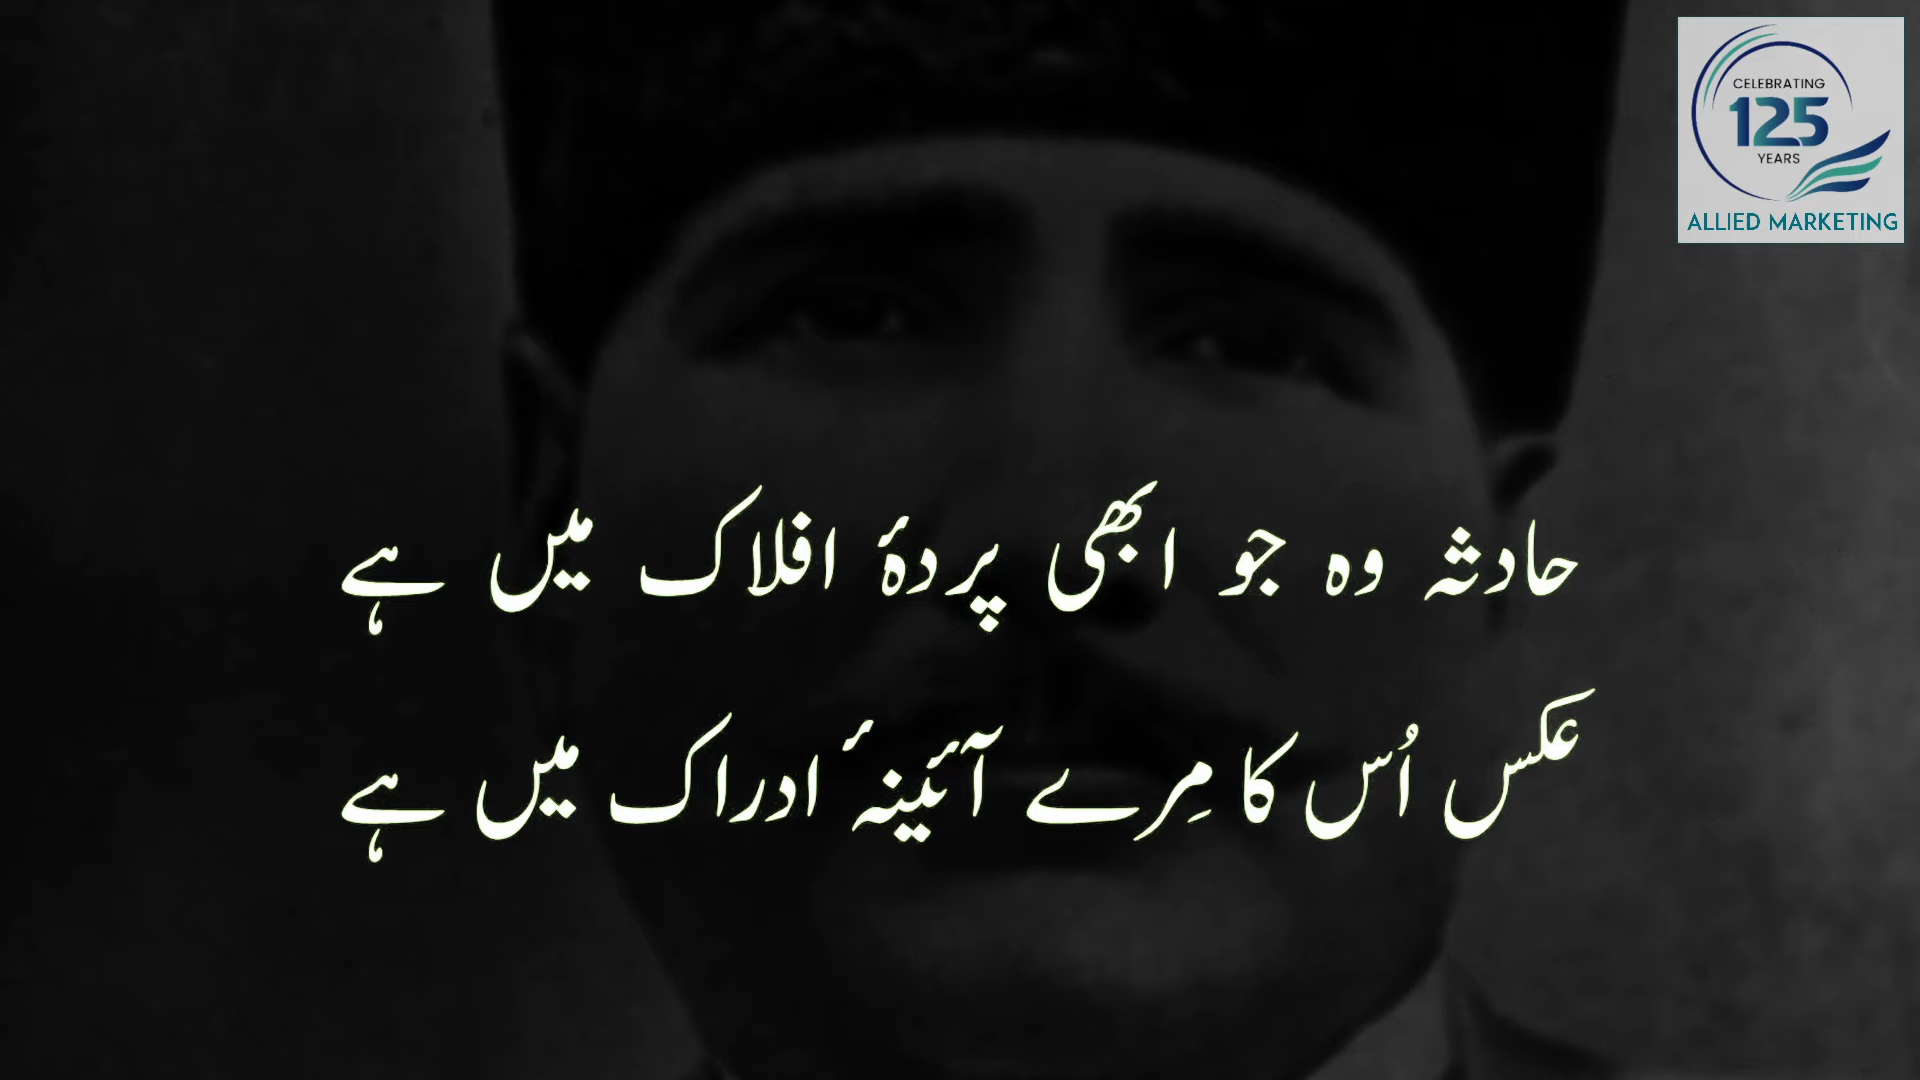 CELEBRATING
125
YEARS
ALLIED MARKETING
حادثہ وہ جو ابھی پردۂ افلاک میں ہے
عکس اُس کا مِرے آئینہٴ ادراک میں ہے